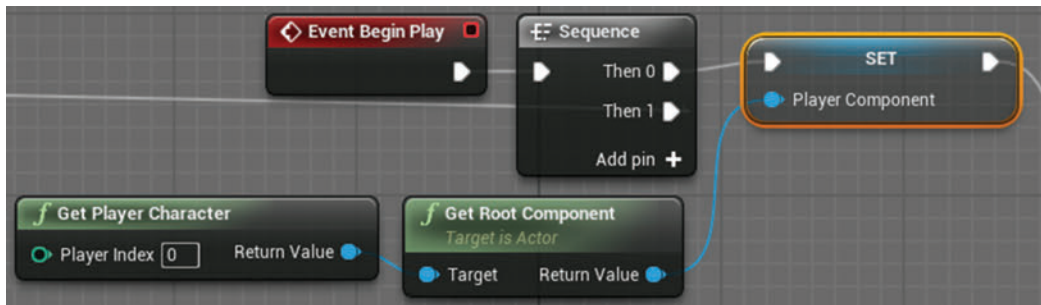 Event Begin Play
Sequence
Then 0
Then 1
Add pin
SET
Player Component
Get Player Character
Player Index 0
Return Value
Get Root Component
Target is Actor
Target
Return Value